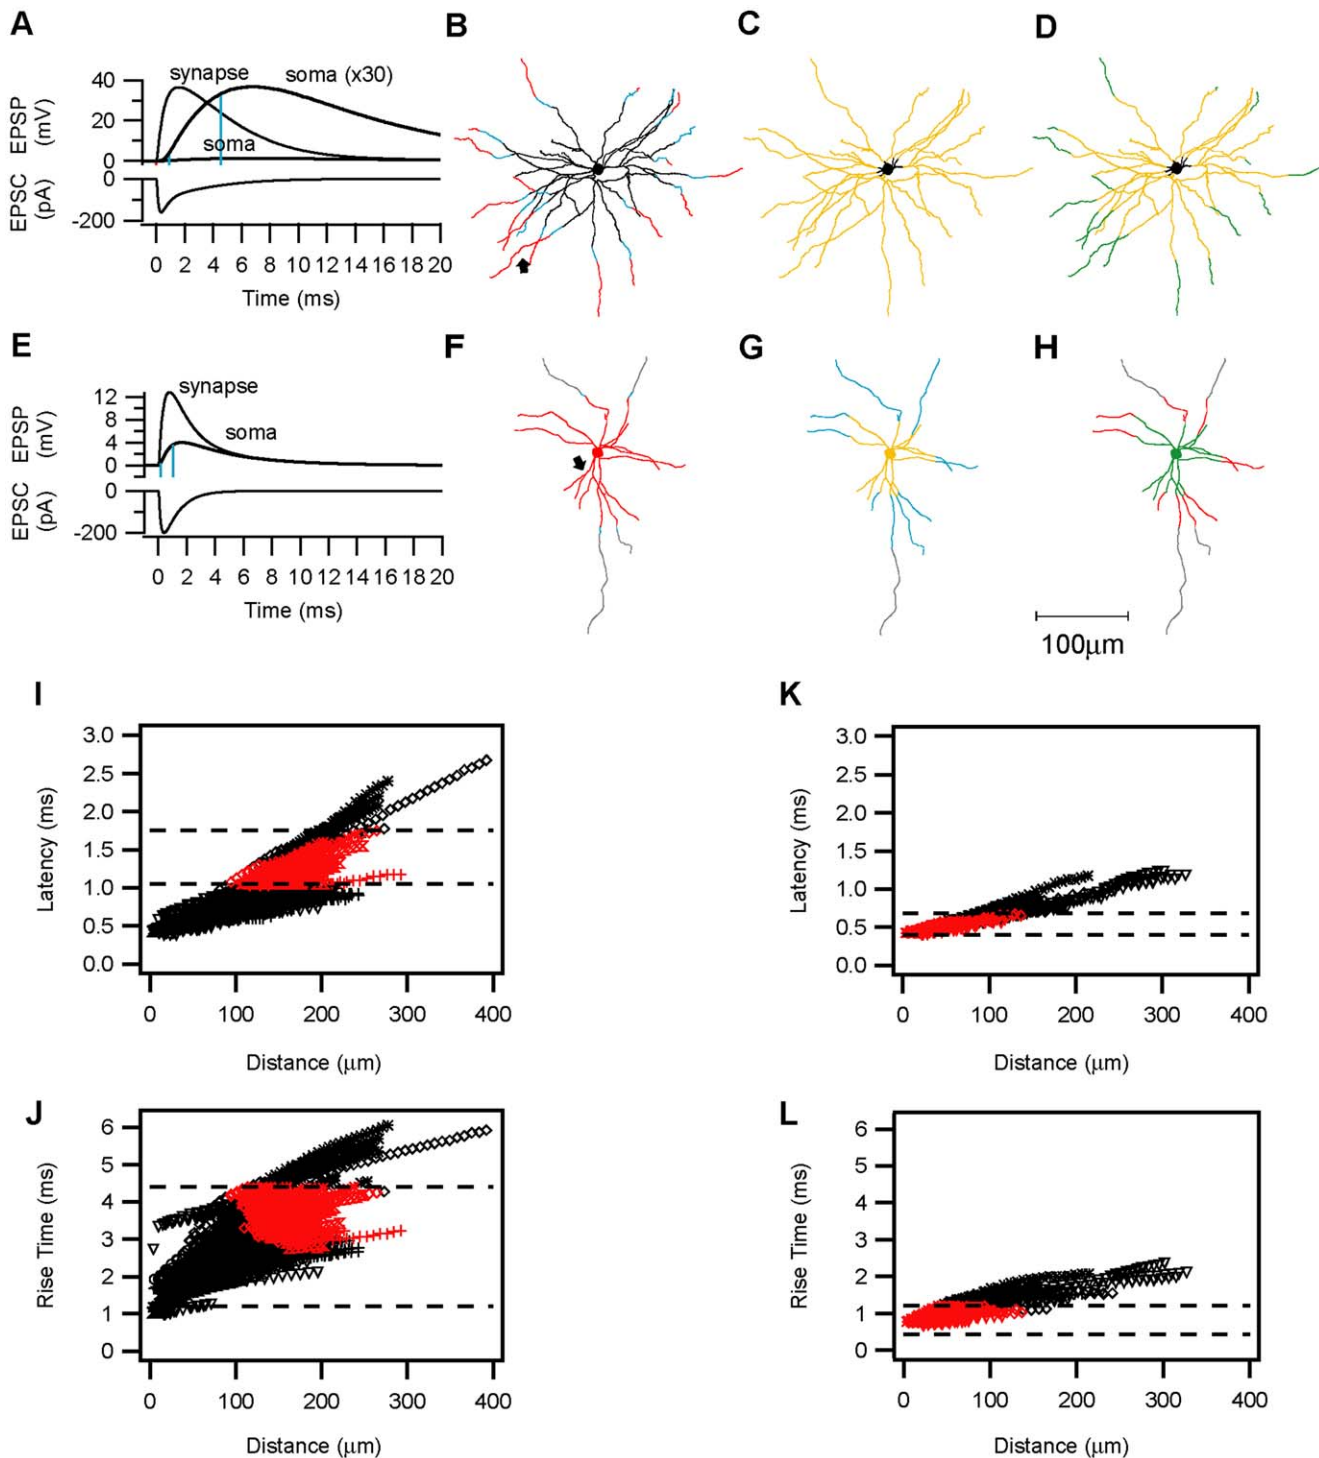 A
B
C
D
synapse
soma (x30)
soma
EPSP
(mV)
40
20
0
EPSC
(pA)
0
-200
0 2 4 6 8 10 12 14 16 18 20
Time (ms)
E
F
G
H
synapse
soma
EPSP
(mV)
12
8
4
0
EPSC
(pA)
0
-200
0 2 4 6 8 10 12 14 16 18 20
Time (ms)
100μm
I
Latency (ms)
3.0
2.5
2.0
1.5
1.0
0.5
0.0
0 100 200 300 400
Distance (μm)
K
Latency (ms)
3.0
2.5
2.0
1.5
1.0
0.5
0.0
0 100 200 300 400
Distance (μm)
J
Rise Time (ms)
6
5
4
3
2
1
0
0 100 200 300 400
Distance (μm)
L
Rise Time (ms)
6
5
4
3
2
1
0
0 100 200 300 400
Distance (μm)